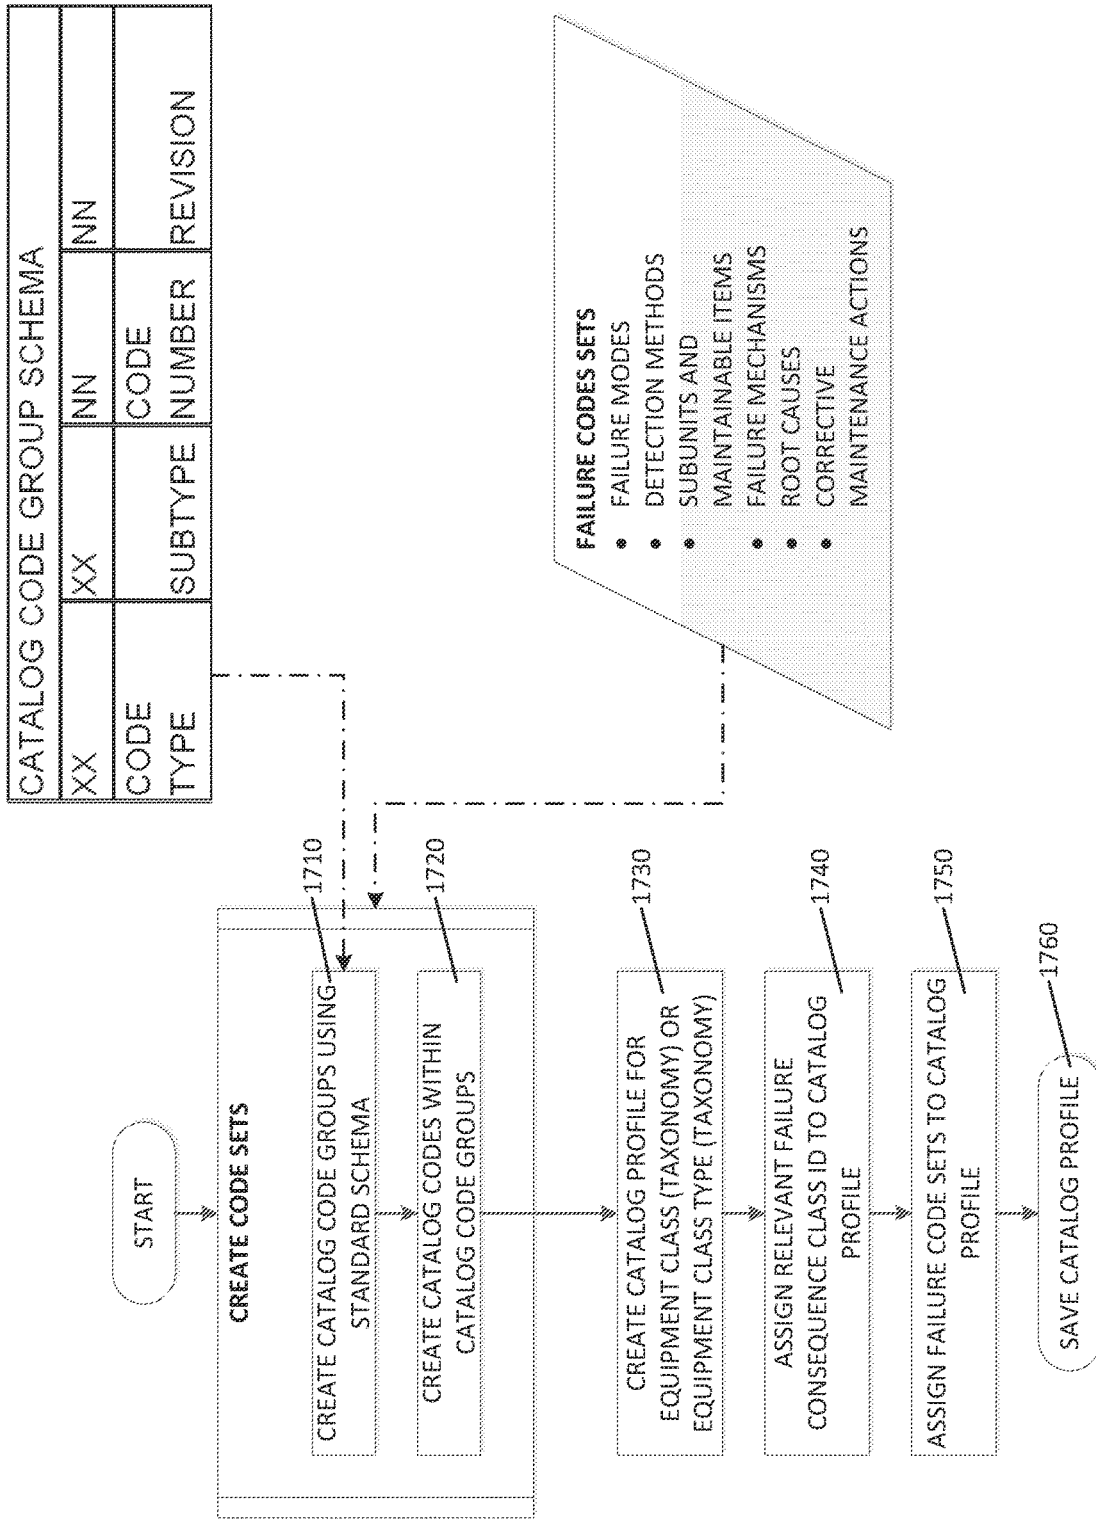 START
CREATE CODE SETS
CREATE CATALOG CODE GROUPS USING
STANDARD SCHEMA
1710
CREATE CATALOG CODES WITHIN
CATALOG CODE GROUPS
1720
CREATE CATALOG PROFILE FOR
EQUIPMENT CLASS (TAXONOMY) OR
EQUIPMENT CLASS TYPE (TAXONOMY)
1730
ASSIGN RELEVANT FAILURE
CONSEQUENCE CLASS ID TO CATALOG
PROFILE
1740
ASSIGN FAILURE CODE SETS TO CATALOG
PROFILE
1750
SAVE CATALOG PROFILE
1760
CATALOG CODE GROUP SCHEMA
XX XX NN NN
CODE CODE
TYPE SUBTYPE NUMBER REVISION
FAILURE CODES SETS
• FAILURE MODES
• DETECTION METHODS
• SUBUNITS AND
MAINTAINABLE ITEMS
• FAILURE MECHANISMS
• ROOT CAUSES
• CORRECTIVE
MAINTENANCE ACTIONS